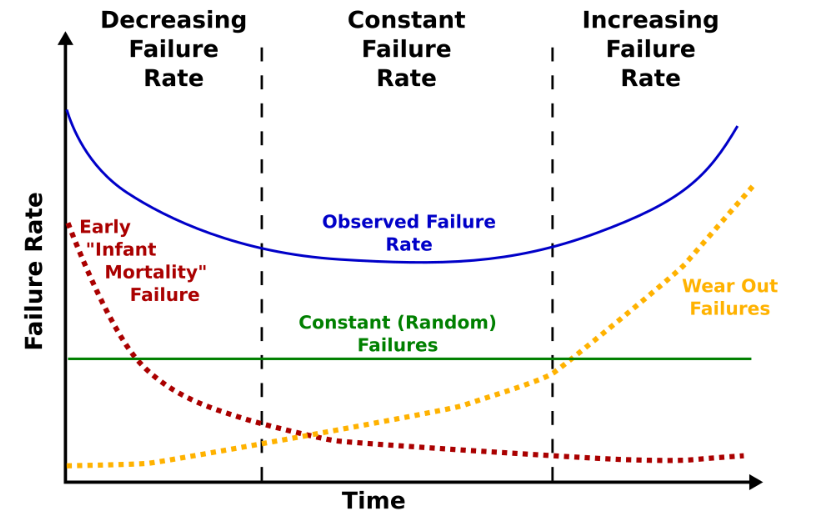 Decreasing
Failure
Rate
Constant
Failure
Rate
Increasing
Failure
Rate
Observed Failure
Rate
Early
"Infant
Mortality"
Failure
Wear Out
Failures
Constant (Random)
Failures
Failure Rate
Time